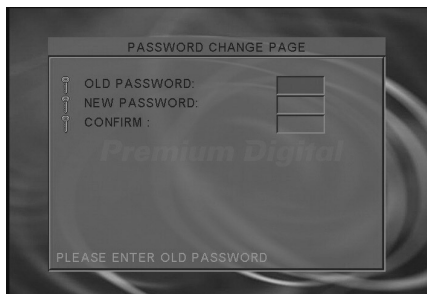 PASSWORD CHANGE PAGE
OLD PASSWORD:
NEW PASSWORD:
CONFIRM :
Premium Digital
PLEASE ENTER OLD PASSWORD